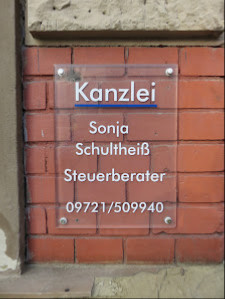 Kanzlei
Sonja
Schultheiß
Steuerberater
09721/509940